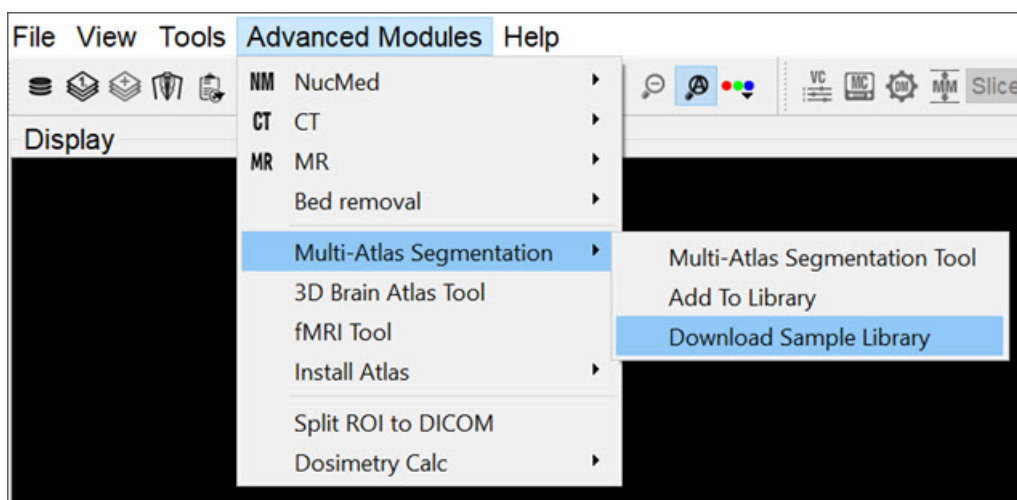 File View Tools Advanced Modules Help
VC MC DM MM Slice
Display
NM NucMed
CT CT
MR MR
Bed removal
Multi-Atlas Segmentation
3D Brain Atlas Tool
fMRI Tool
Install Atlas
Split ROI to DICOM
Dosimetry Calc
Multi-Atlas Segmentation Tool
Add To Library
Download Sample Library